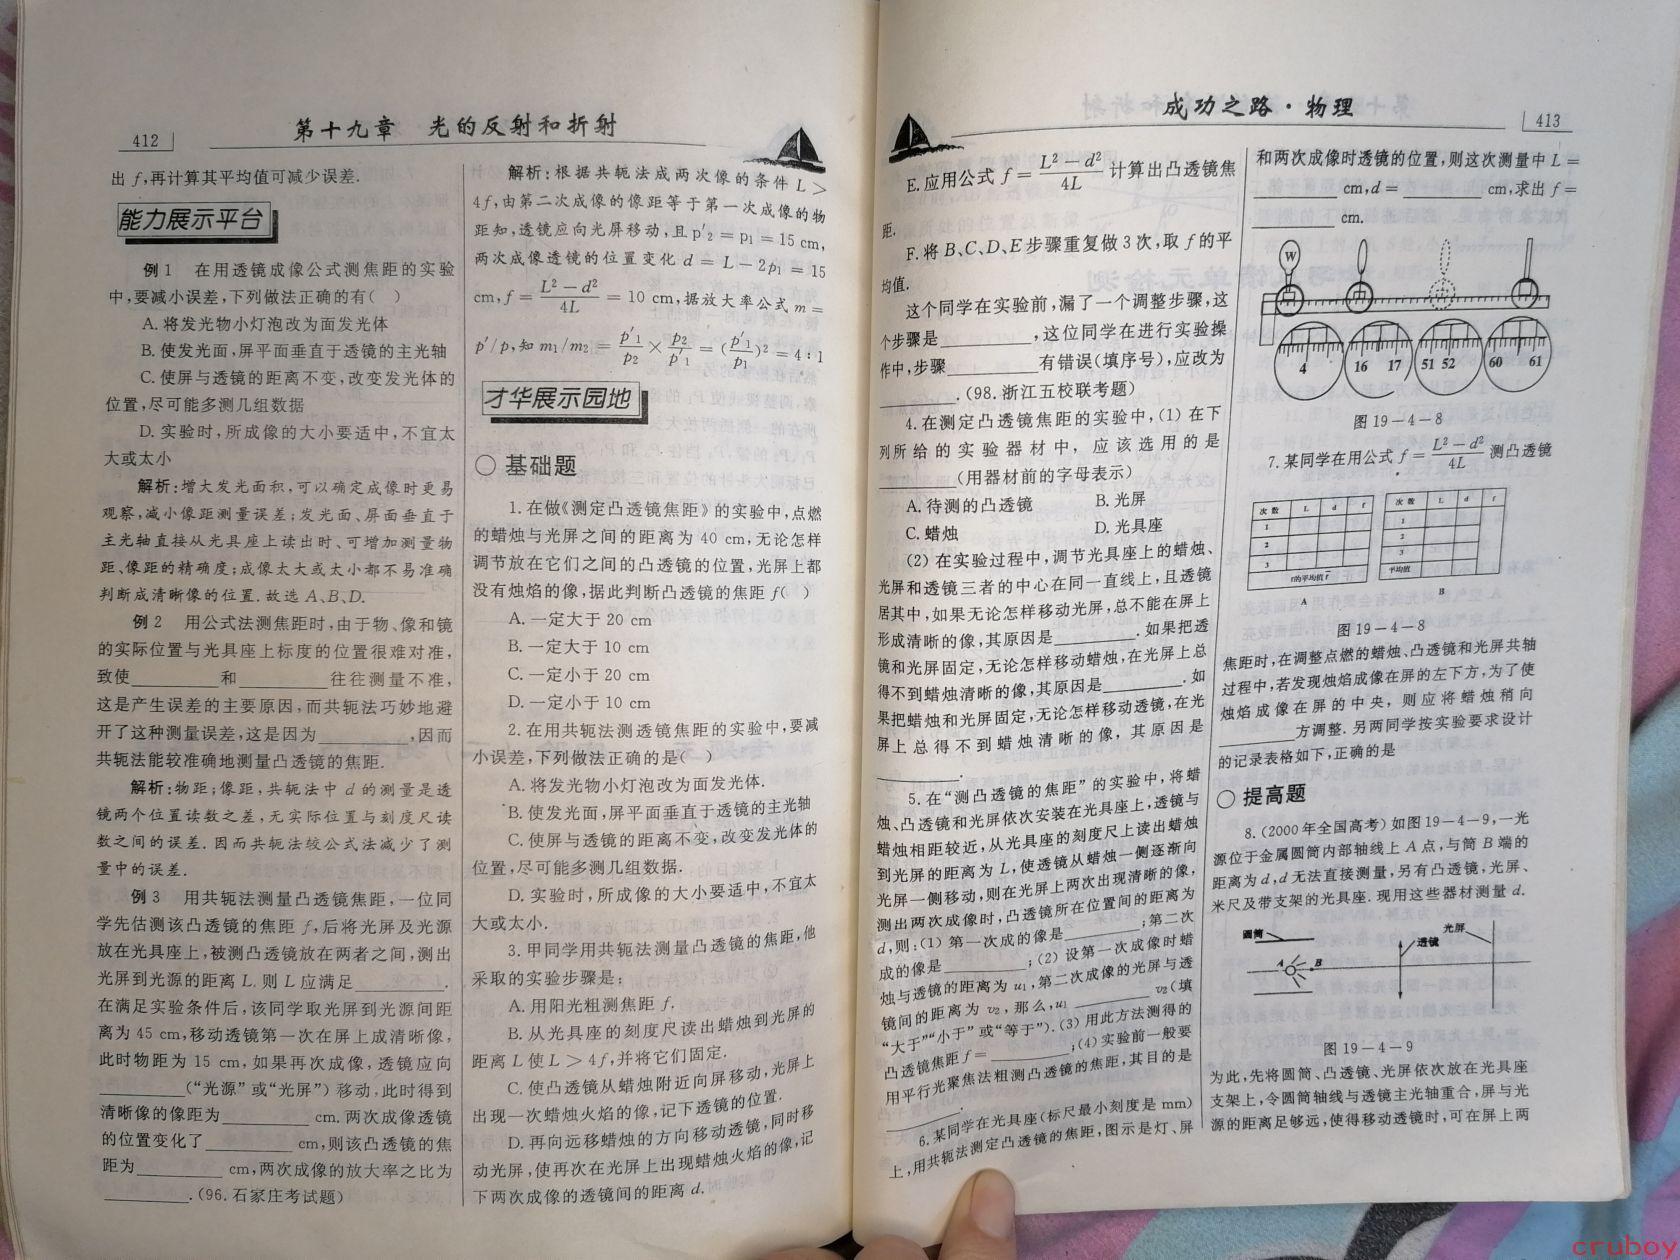 412
第十九章 光的反射和折射
出 f,再计算其平均值可减少误差.
能力展示平台
例1 在用透镜成像公式测焦距的实验
中,要减小误差,下列做法正确的有( )
A. 将发光物小灯泡改为面发光体
B. 使发光面,屏平面垂直于透镜的主光轴
C. 使屏与透镜的距离不变,改变发光体的
位置,尽可能多测几组数据
D. 实验时,所成像的大小要适中,不宜太
大或太小
解析:增大发光面积,可以确定成像时更易
观察,减小像距测量误差;发光面、屏面垂直于
主光轴直接从光具座上读出时、可增加测量物
距、像距的精确度;成像太大或太小都不易准确
判断成清晰像的位置.故选 A、B、D.
例2 用公式法测焦距时,由于物、像和镜
的实际位置与光具座上标度的位置很难对准,
致使________和________往往测量不准,
这是产生误差的主要原因,而共轭法巧妙地避
开了这种测量误差,这是因为________,因而
共轭法能较准确地测量凸透镜的焦距.
解析:物距;像距,共轭法中 d 的测量是透
镜两个位置读数之差,无实际位置与刻度尺读
数之间的误差.因而共轭法较公式法减少了测
量中的误差.
例3 用共轭法测量凸透镜焦距,一位同
学先估测该凸透镜的焦距 f,后将光屏及光源
放在光具座上,被测凸透镜放在两者之间,测出
光屏到光源的距离 L.则 L 应满足________.
在满足实验条件后,该同学取光屏到光源间距
离为 45 cm,移动透镜第一次在屏上成清晰像,
此时物距为 15 cm,如果再次成像,透镜应向
________("光源"或"光屏")移动,此时得到
清晰像的像距为________cm.两次成像透镜
的位置变化了________cm,则该凸透镜的焦
距为________cm,两次成像的放大率之比为
________.(96.石家庄考试题)
解析:根据共轭法成两次像的条件 L>
4f,由第二次成像的像距等于第一次成像的物
距知,透镜应向光屏移动,且 p′2 = p1 = 15 cm,
两次成像透镜的位置变化 d = L − 2p1 = 15
cm, f = (L² − d²)/4L = 10 cm,据放大率公式 m =
p′/p,知 m1/m2 = p′1/p2 × p2/p′1 = (p′1/p1)² = 4:1
才华展示园地
○ 基础题
1. 在做《测定凸透镜焦距》的实验中,点燃
的蜡烛与光屏之间的距离为 40 cm,无论怎样
调节放在它们之间的凸透镜的位置,光屏上都
没有烛焰的像,据此判断凸透镜的焦距 f( )
A. 一定大于 20 cm
B. 一定大于 10 cm
C. 一定小于 20 cm
D. 一定小于 10 cm
2. 在用共轭法测透镜焦距的实验中,要减
小误差,下列做法正确的是( )
A. 将发光物小灯泡改为面发光体.
B. 使发光面,屏平面垂直于透镜的主光轴
C. 使屏与透镜的距离不变,改变发光体的
位置,尽可能多测几组数据.
D. 实验时,所成像的大小要适中,不宜太
大或太小.
3. 甲同学用共轭法测量凸透镜的焦距,他
采取的实验步骤是:
A. 用阳光粗测焦距 f.
B. 从光具座的刻度尺读出蜡烛到光屏的
距离 L 使 L>4f,并将它们固定.
C. 使凸透镜从蜡烛附近向屏移动,光屏上
出现一次蜡烛火焰的像,记下透镜的位置.
D. 再向远移蜡烛的方向移动透镜,同时移
动光屏,使再次在光屏上出现蜡烛火焰的像,记
下两次成像的透镜间的距离 d.
成功之路·物理
413
E. 应用公式 f = (L² − d²)/4L 计算出凸透镜焦
距.
F. 将 B、C、D、E 步骤重复做 3 次,取 f 的平
均值.
这个同学在实验前,漏了一个调整步骤,这
个步骤是________,这位同学在进行实验操
作中,步骤________有错误(填序号),应改为
________.(98.浙江五校联考题)
4. 在测定凸透镜焦距的实验中,(1) 在下
列所给的实验器材中,应该选用的是
________(用器材前的字母表示)
A. 待测的凸透镜 B. 光屏
C. 蜡烛 D. 光具座
(2) 在实验过程中,调节光具座上的蜡烛、
光屏和透镜三者的中心在同一直线上,且透镜
居其中,如果无论怎样移动光屏,总不能在屏上
形成清晰的像,其原因是________.如果把透
镜和光屏固定,无论怎样移动蜡烛,在光屏上总
得不到蜡烛清晰的像,其原因是________.如
果把蜡烛和光屏固定,无论怎样移动透镜,在光
屏上总得不到蜡烛清晰的像,其原因是
________.
5. 在"测凸透镜的焦距"的实验中,将蜡
烛、凸透镜和光屏依次安装在光具座上,透镜与
蜡烛相距较近,从光具座的刻度尺上读出蜡烛
到光屏的距离为 L,使透镜从蜡烛一侧逐渐向
光屏一侧移动,则在光屏上两次出现清晰的像,
测出两次成像时,凸透镜所在位置间的距离为
d,则:(1) 第一次成的像是________;第二次
成的像是________;(2) 设第一次成像时蜡
烛与透镜的距离为 u1,第二次成像的光屏与透
镜间的距离为 v2,那么,u1________v2(填
"大于""小于"或"等于").(3) 用此方法测得的
凸透镜焦距 f = ________;(4) 实验前一般要
用平行光聚焦法粗测凸透镜的焦距,其目的是
________.
6. 某同学在光具座(标尺最小刻度是 mm)
上,用共轭法测定凸透镜的焦距,图示是灯、屏
和两次成像时透镜的位置,则这次测量中 L =
________cm,d = ________cm,求出 f =
________cm.
W
4 16 17 51 52 60 61
图 19-4-8
7. 某同学在用公式 f = (L² − d²)/4L 测凸透镜
次数 L d f
1
2
3
f的平均值 f̄
A
次数 L d f
1
2
3
平均值
B
图 19-4-8
焦距时,在调整点燃的蜡烛、凸透镜和光屏共轴
过程中,若发现烛焰成像在屏的左下方,为了使
烛焰成像在屏的中央,则应将蜡烛稍向
________方调整.另两同学按实验要求设计
的记录表格如下,正确的是
○ 提高题
8. (2000年全国高考)如图 19-4-9,一光
源位于金属圆筒内部轴线上 A 点,与筒 B 端的
距离为 d,d 无法直接测量,另有凸透镜,光屏、
米尺及带支架的光具座.现用这些器材测量 d.
圆筒 透镜 光屏
A B
图 19-4-9
为此,先将圆筒、凸透镜、光屏依次放在光具座
支架上,令圆筒轴线与透镜主光轴重合,屏与光
源的距离足够远,使得移动透镜时,可在屏上两
cruboy